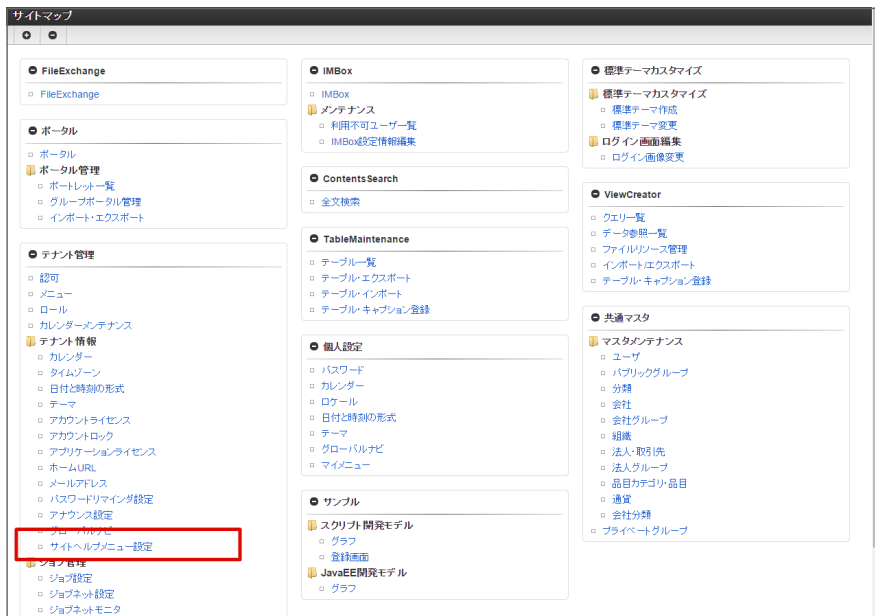 サイトマップ
FileExchange
FileExchange
ポータル
ポータル
ポータル管理
ポートレット一覧
グループポータル管理
インポート・エクスポート
テナント管理
認可
メニュー
ロール
カレンダーメンテナンス
テナント情報
カレンダー
タイムゾーン
日付と時刻の形式
テーマ
アカウントライセンス
アカウントロック
アプリケーションライセンス
ホームURL
メールアドレス
パスワードリマインダ設定
アナウンス設定
グローバルナビ
サイトヘルプメニュー設定
ジョブ管理
ジョブ設定
ジョブネット設定
ジョブネットモニタ
IMBox
IMBox
メンテナンス
利用不可ユーザ一覧
IMBox設定情報編集
ContentsSearch
全文検索
TableMaintenance
テーブル一覧
テーブル・エクスポート
テーブル・インポート
テーブル・キャプション登録
個人設定
パスワード
カレンダー
ロケール
日付と時刻の形式
テーマ
グローバルナビ
マイメニュー
サンプル
スクリプト開発モデル
グラフ
登録画面
JavaEE開発モデル
グラフ
標準テーマカスタマイズ
標準テーマカスタマイズ
標準テーマ作成
標準テーマ変更
ログイン画面編集
ログイン画像変更
ViewCreator
クエリ一覧
データ参照一覧
ファイルリソース管理
インポート/エクスポート
テーブル・キャプション登録
共通マスタ
マスタメンテナンス
ユーザ
パブリックグループ
分類
会社
会社グループ
組織
法人・取引先
法人グループ
品目カテゴリ・品目
通貨
会社分類
プライベートグループ